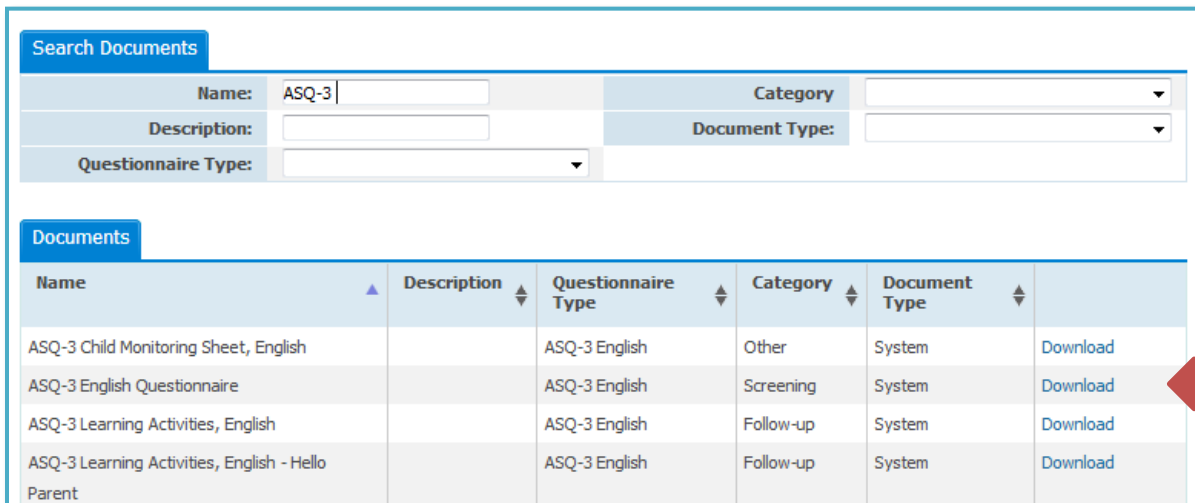 Search Documents
Name: ASQ-3 Category
Description: Document Type:
Questionnaire Type:
Documents
Name Description Questionnaire Type Category Document Type
ASQ-3 Child Monitoring Sheet, English ASQ-3 English Other System Download
ASQ-3 English Questionnaire ASQ-3 English Screening System Download
ASQ-3 Learning Activities, English ASQ-3 English Follow-up System Download
ASQ-3 Learning Activities, English - Hello ASQ-3 English Follow-up System Download
Parent